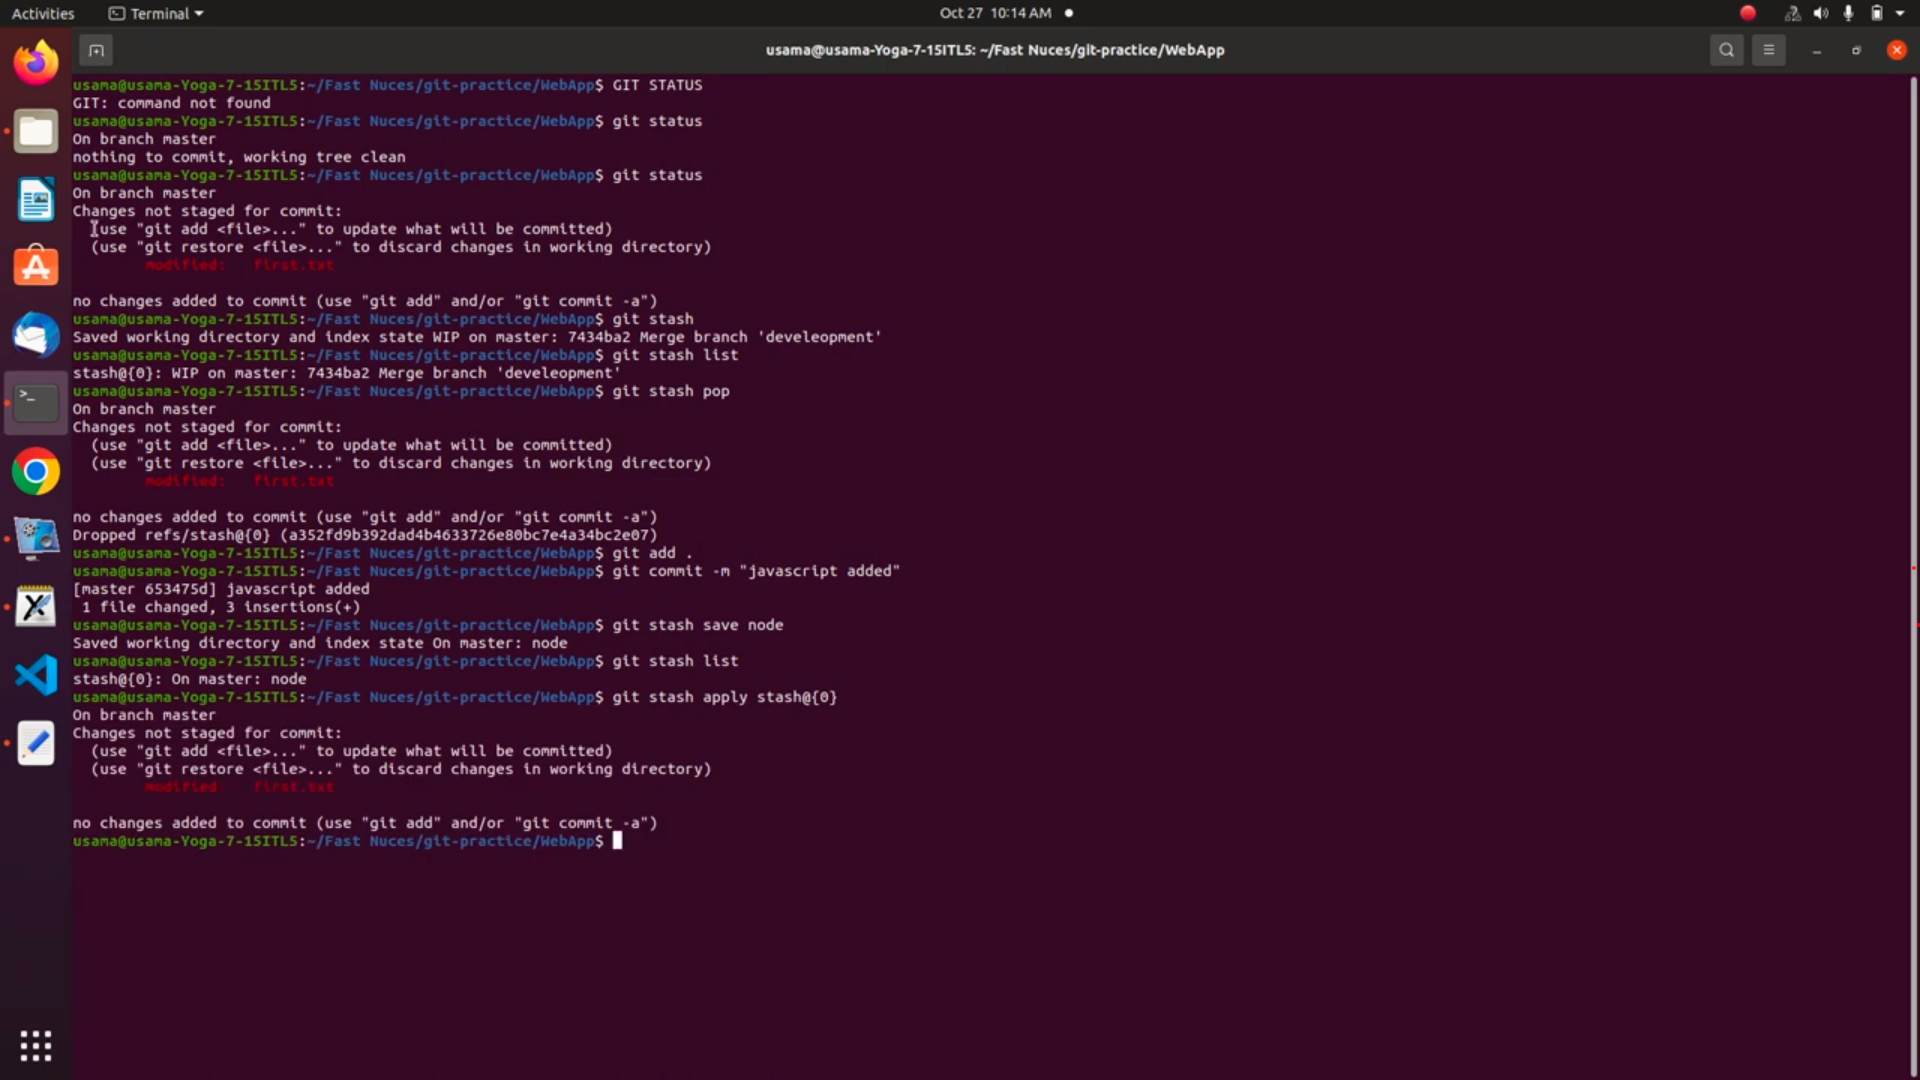 Activities Terminal Oct 27 10:14 AM
usama@usama-Yoga-7-15ITL5: ~/Fast Nuces/git-practice/WebApp
usama@usama-Yoga-7-15ITL5:~/Fast Nuces/git-practice/WebApp$ GIT STATUS
GIT: command not found
usama@usama-Yoga-7-15ITL5:~/Fast Nuces/git-practice/WebApp$ git status
On branch master
nothing to commit, working tree clean
usama@usama-Yoga-7-15ITL5:~/Fast Nuces/git-practice/WebApp$ git status
On branch master
Changes not staged for commit:
  (use "git add <file>..." to update what will be committed)
  (use "git restore <file>..." to discard changes in working directory)
        modified:   first.txt
no changes added to commit (use "git add" and/or "git commit -a")
usama@usama-Yoga-7-15ITL5:~/Fast Nuces/git-practice/WebApp$ git stash
Saved working directory and index state WIP on master: 7434ba2 Merge branch 'develeopment'
usama@usama-Yoga-7-15ITL5:~/Fast Nuces/git-practice/WebApp$ git stash list
stash@{0}: WIP on master: 7434ba2 Merge branch 'develeopment'
usama@usama-Yoga-7-15ITL5:~/Fast Nuces/git-practice/WebApp$ git stash pop
On branch master
Changes not staged for commit:
  (use "git add <file>..." to update what will be committed)
  (use "git restore <file>..." to discard changes in working directory)
        modified:   first.txt
no changes added to commit (use "git add" and/or "git commit -a")
Dropped refs/stash@{0} (a352fd9b392dad4b4633726e80bc7e4a34bc2e07)
usama@usama-Yoga-7-15ITL5:~/Fast Nuces/git-practice/WebApp$ git add .
usama@usama-Yoga-7-15ITL5:~/Fast Nuces/git-practice/WebApp$ git commit -m "javascript added"
[master 653475d] javascript added
 1 file changed, 3 insertions(+)
usama@usama-Yoga-7-15ITL5:~/Fast Nuces/git-practice/WebApp$ git stash save node
Saved working directory and index state On master: node
usama@usama-Yoga-7-15ITL5:~/Fast Nuces/git-practice/WebApp$ git stash list
stash@{0}: On master: node
usama@usama-Yoga-7-15ITL5:~/Fast Nuces/git-practice/WebApp$ git stash apply stash@{0}
On branch master
Changes not staged for commit:
  (use "git add <file>..." to update what will be committed)
  (use "git restore <file>..." to discard changes in working directory)
        modified:   first.txt
no changes added to commit (use "git add" and/or "git commit -a")
usama@usama-Yoga-7-15ITL5:~/Fast Nuces/git-practice/WebApp$